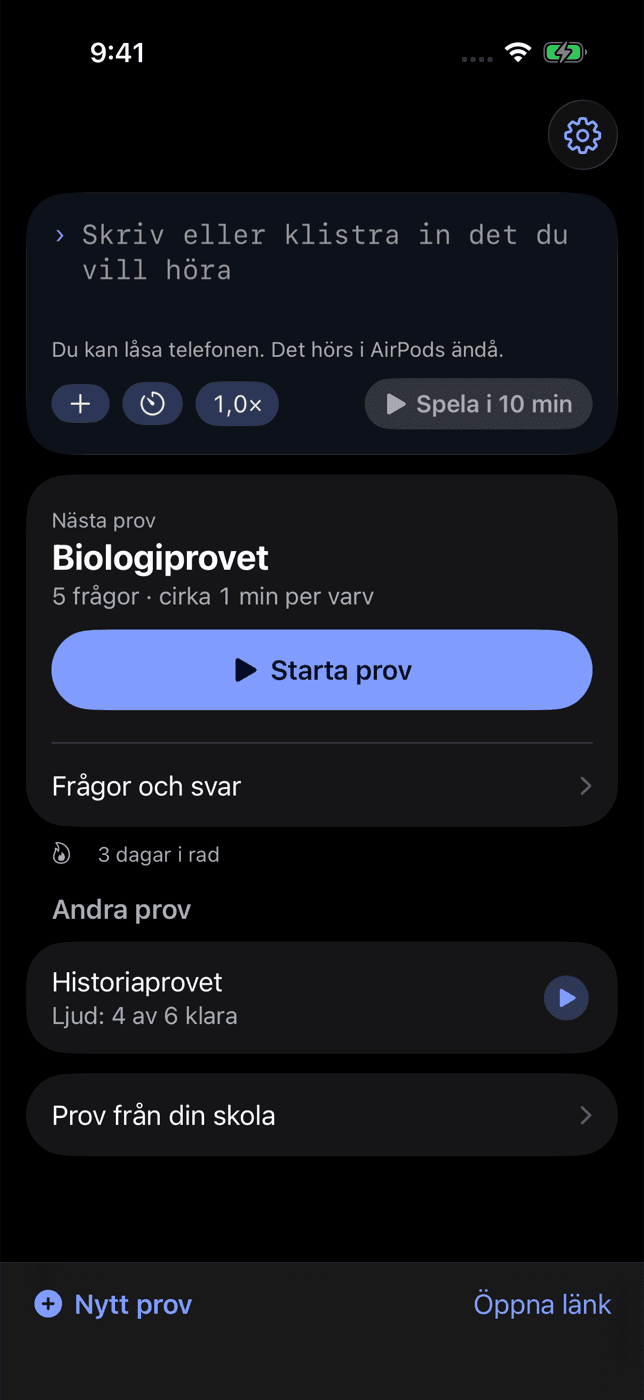 9:41
› Skriv eller klistra in det du
vill höra
Du kan låsa telefonen. Det hörs i AirPods ändå.
1,0×
Spela i 10 min
Nästa prov
Biologiprovet
5 frågor · cirka 1 min per varv
Starta prov
Frågor och svar
3 dagar i rad
Andra prov
Historiaprovet
Ljud: 4 av 6 klara
Prov från din skola
Nytt prov
Öppna länk